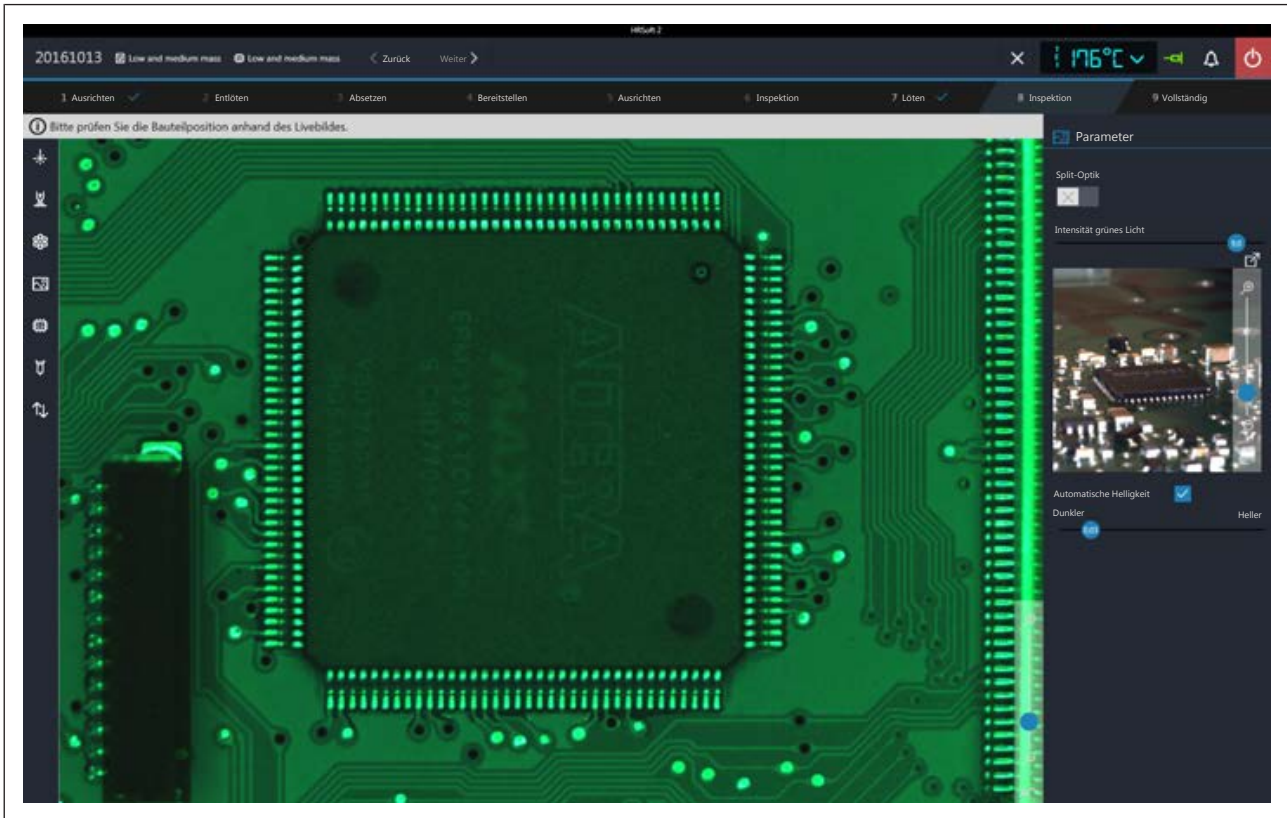 HRSoft 2
20161013 Low and medium mass Low and medium mass Zurück Weiter 176°C
1 Ausrichten 2 Entlöten 3 Absetzen 4 Bereitstellen 5 Ausrichten 6 Inspektion 7 Löten 8 Inspektion 9 Vollständig
Bitte prüfen Sie die Bauteilposition anhand des Livebildes.
Parameter
Split-Optik
Intensität grünes Licht
ALTERA
Automatische Helligkeit
Dunkler Heller